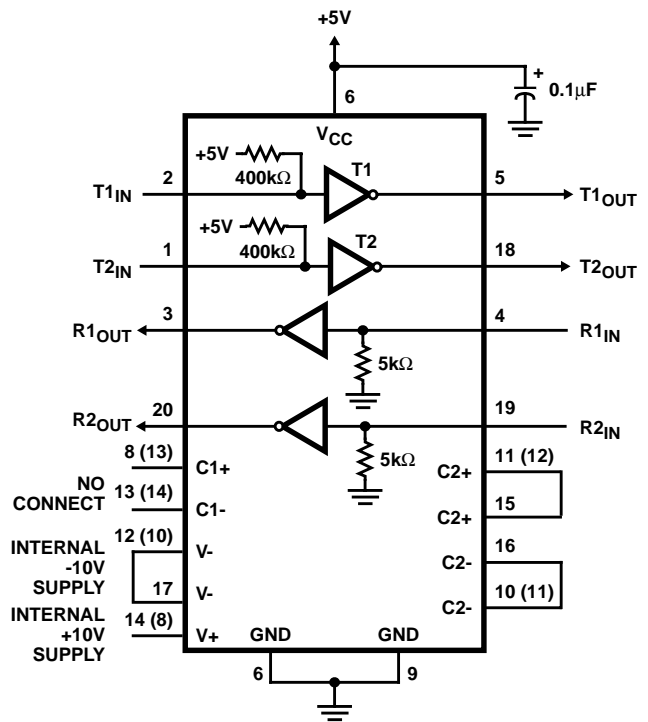 +5V
+
0.1μF
6
VCC
+5V
400kΩ
T1
2
5
T1IN
T1OUT
+5V
400kΩ
T2
1
18
T2IN
T2OUT
3
4
R1OUT
R1IN
5kΩ
20
19
R2OUT
R2IN
5kΩ
8 (13)
C1+
NO
CONNECT
13 (14)
C1-
11 (12)
C2+
C2+
15
INTERNAL
-10V
SUPPLY
12 (10)
V-
17
V-
16
C2-
C2-
10 (11)
INTERNAL
+10V
SUPPLY
14 (8)
V+
GND
GND
6
9